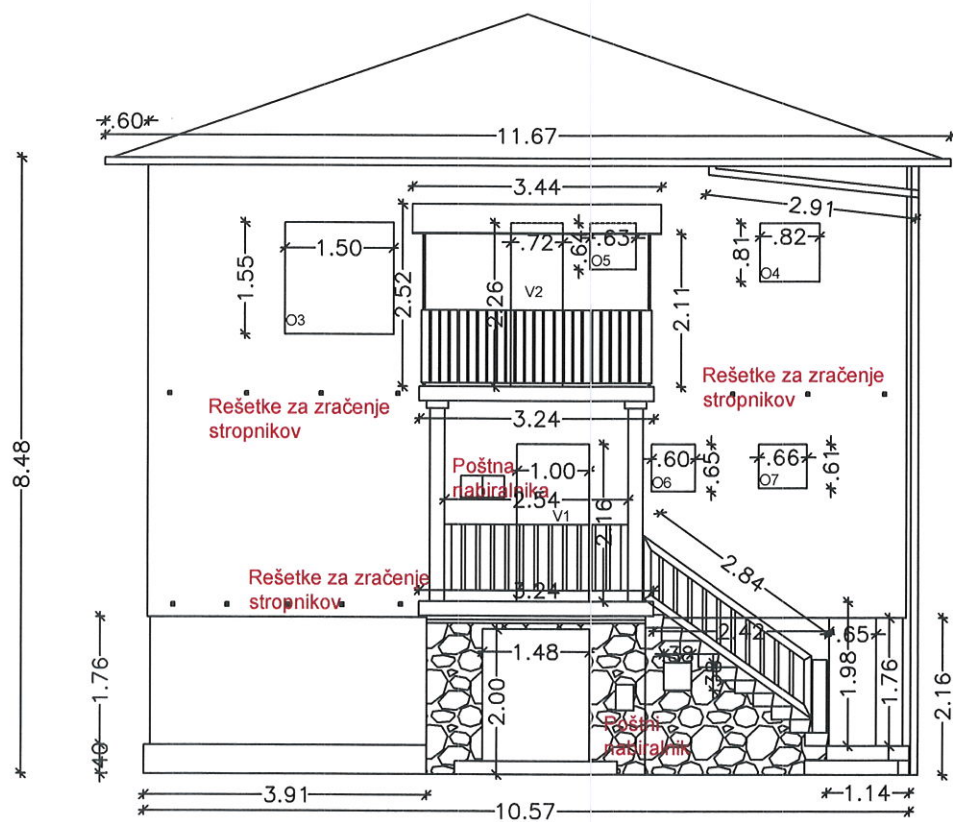 .60
11.67
3.44
2.91
1.50
1.55
O3
2.52
2.26
.72
V2
.64
.63
O5
2.11
.81
.82
O4
Rešetke za zračenje
stropnikov
Rešetke za zračenje
stropnikov
3.24
8.48
Poštna
nabiralnika
1.00
2.54
V1
2.16
.60
O6
.65
.66
O7
.61
2.84
Rešetke za zračenje
stropnikov
3.24
2.42
.65
1.76
.40
1.48
2.00
.38
1.98
1.76
2.16
Poštni
nabiralnik
3.91
1.14
10.57